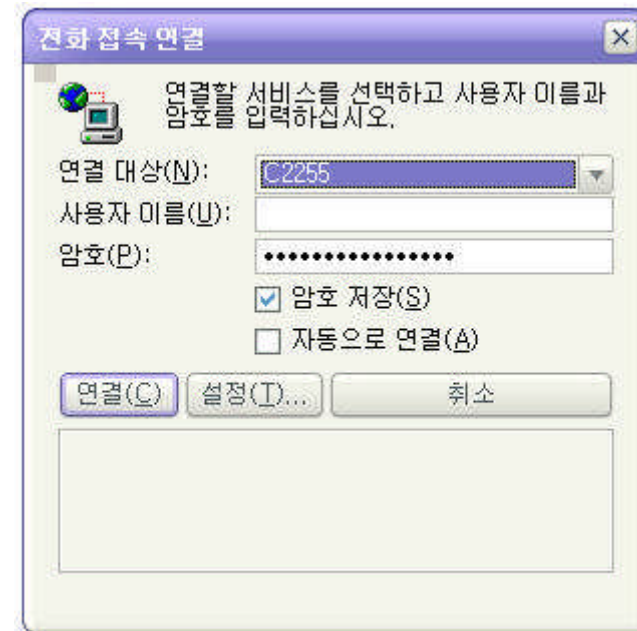 전화 접속 연결
연결할 서비스를 선택하고 사용자 이름과
암호를 입력하십시오.
연결 대상(N): C2255
사용자 이름(U):
암호(P): ••••••••••••••••
암호 저장(S)
자동으로 연결(A)
연결(C) 설정(T)... 취소